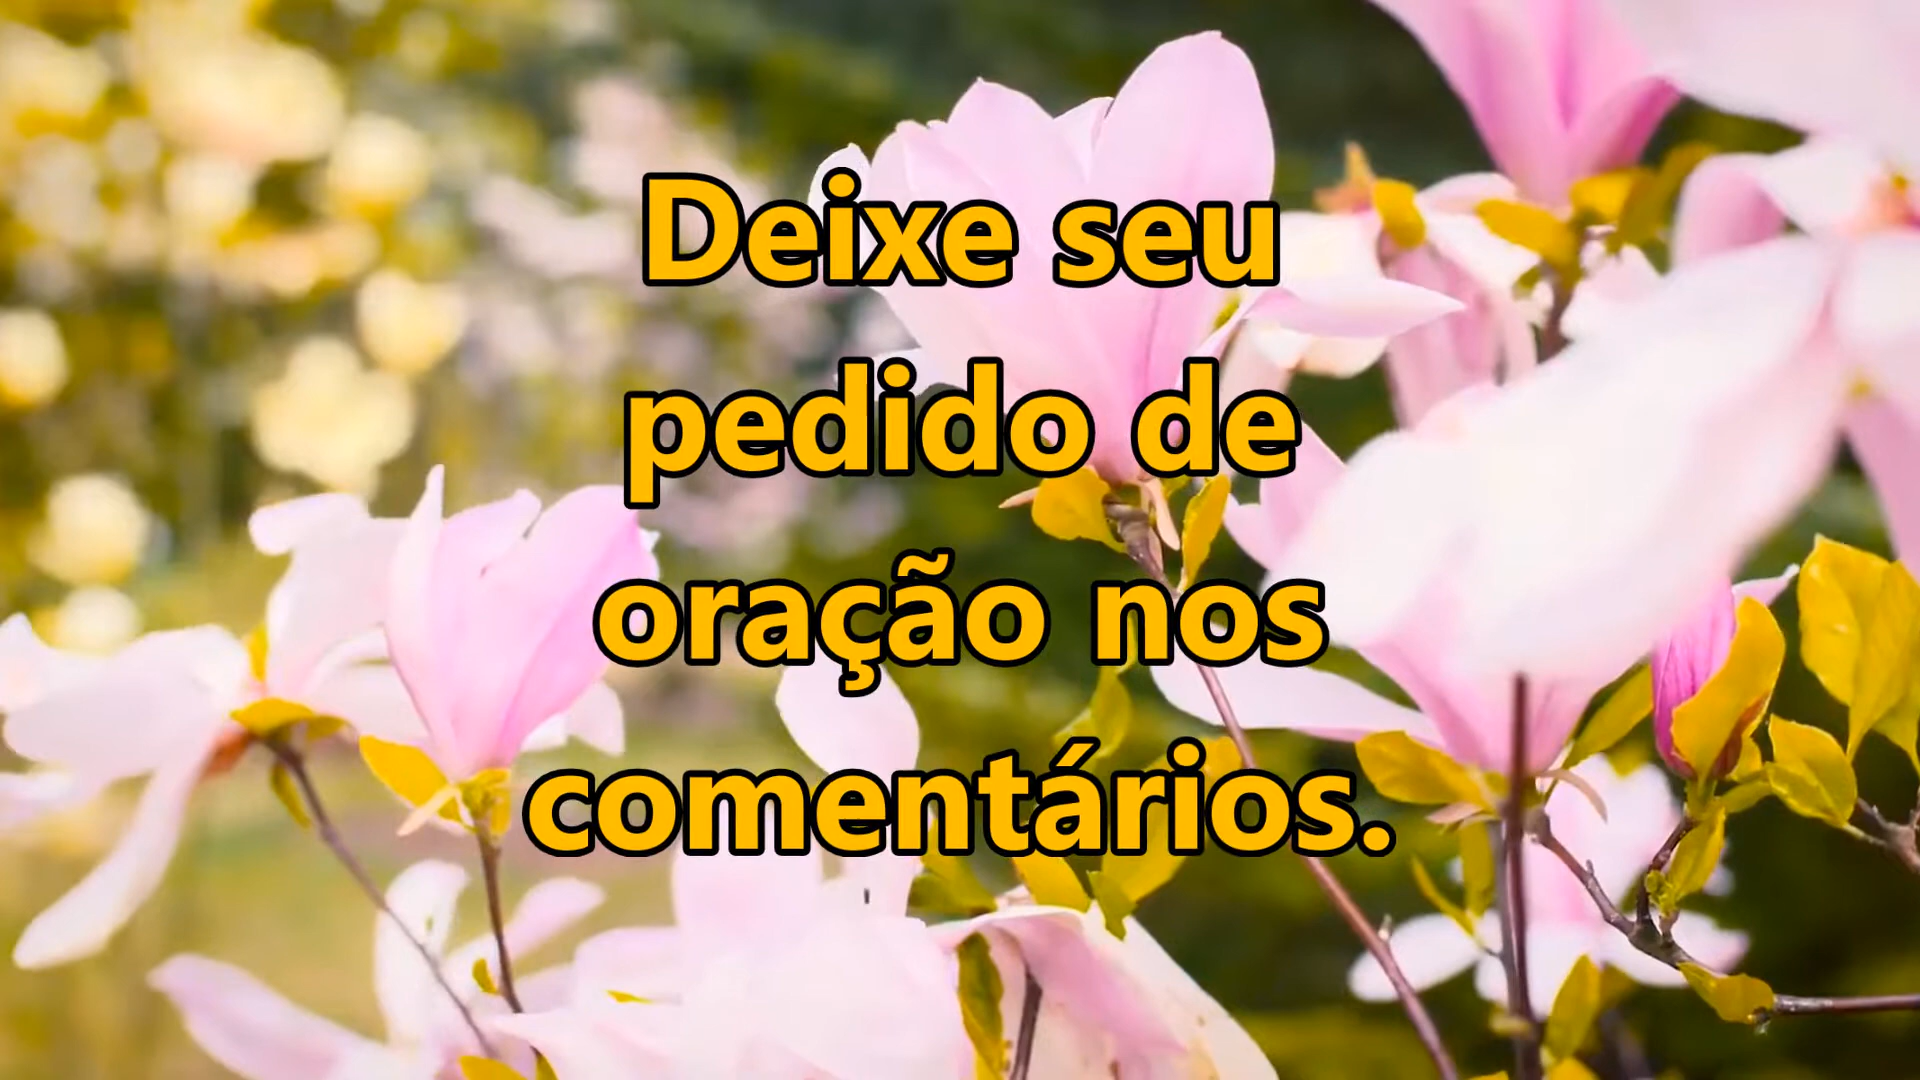 Deixe seu
pedido de
oração nos
comentários.